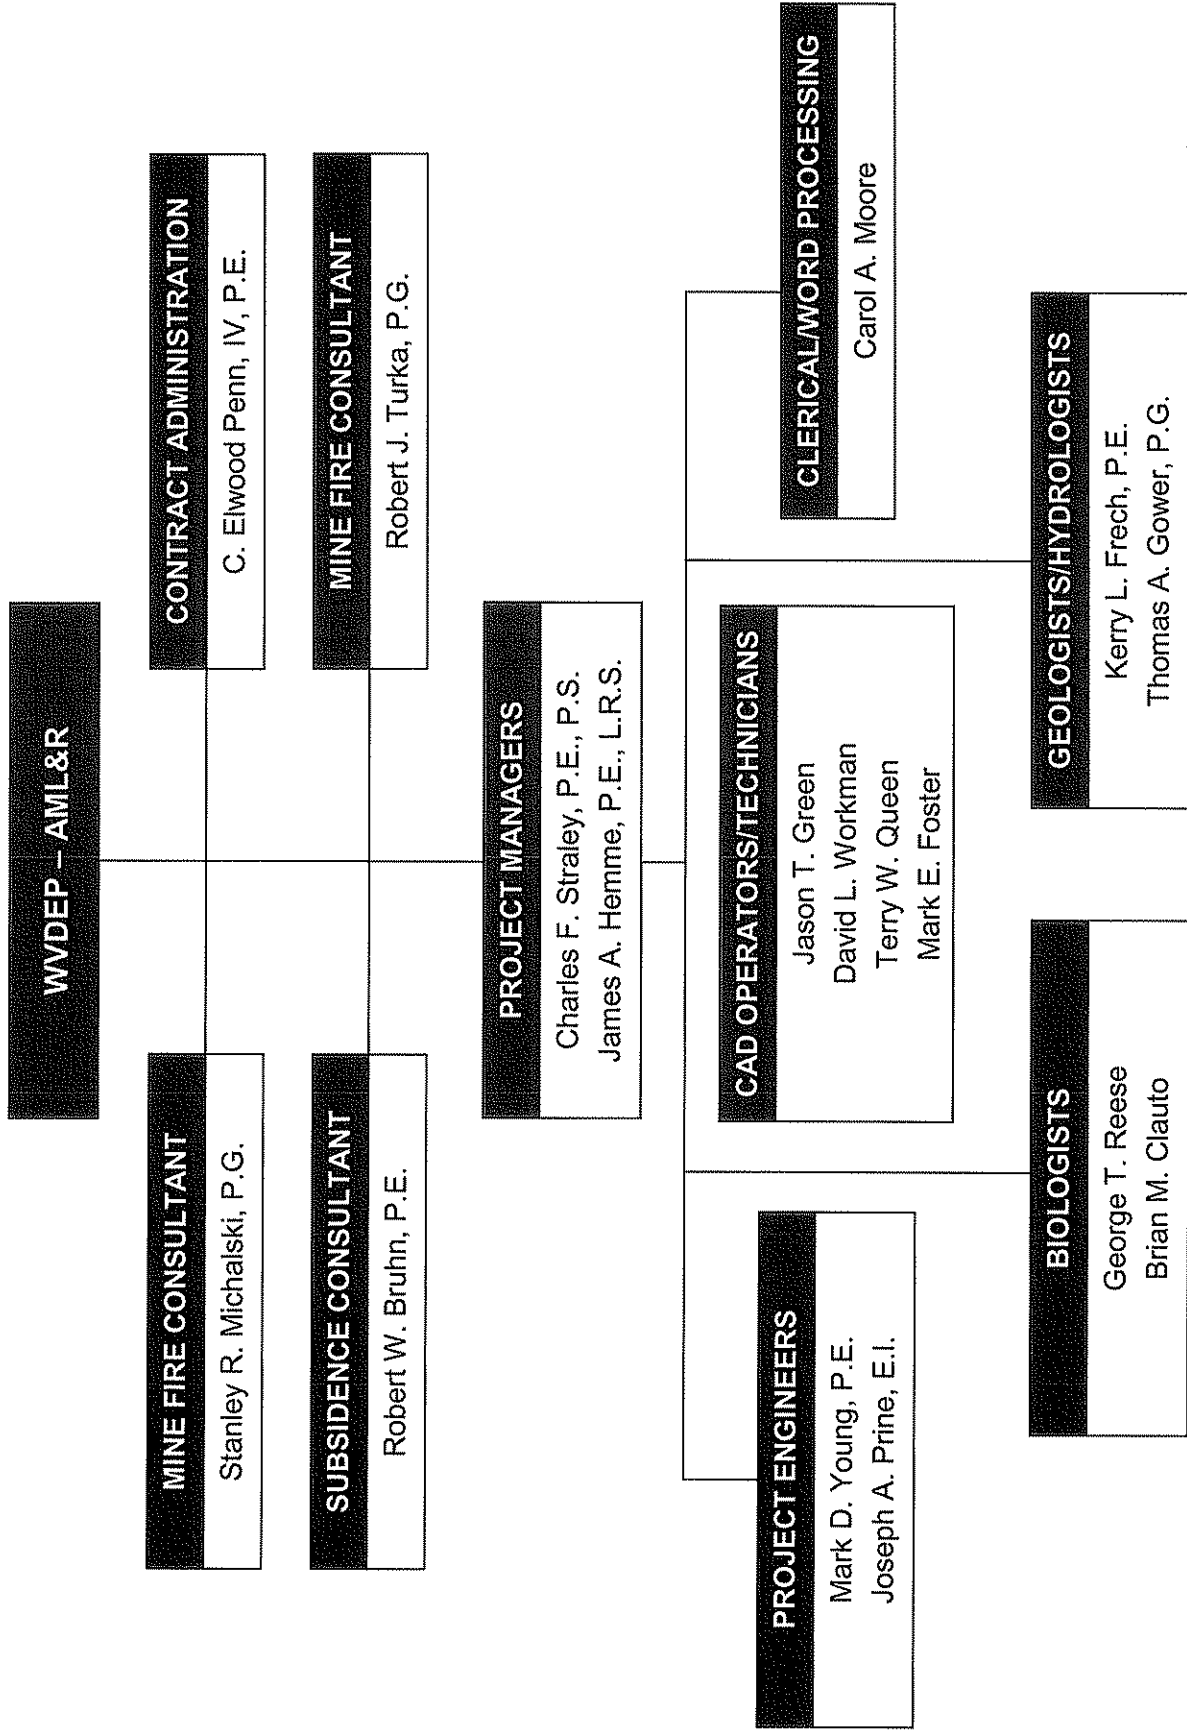 WVDEP – AML&R
MINE FIRE CONSULTANT
Stanley R. Michalski, P.G.
CONTRACT ADMINISTRATION
C. Elwood Penn, IV, P.E.
SUBSIDENCE CONSULTANT
Robert W. Bruhn, P.E.
MINE FIRE CONSULTANT
Robert J. Turka, P.G.
PROJECT MANAGERS
Charles F. Straley, P.E., P.S.
James A. Hemme, P.E., L.R.S.
PROJECT ENGINEERS
Mark D. Young, P.E.
Joseph A. Prine, E.I.
CAD OPERATORS/TECHNICIANS
Jason T. Green
David L. Workman
Terry W. Queen
Mark E. Foster
CLERICAL/WORD PROCESSING
Carol A. Moore
BIOLOGISTS
George T. Reese
Brian M. Clauto
GEOLOGISTS/HYDROLOGISTS
Kerry L. Frech, P.E.
Thomas A. Gower, P.G.